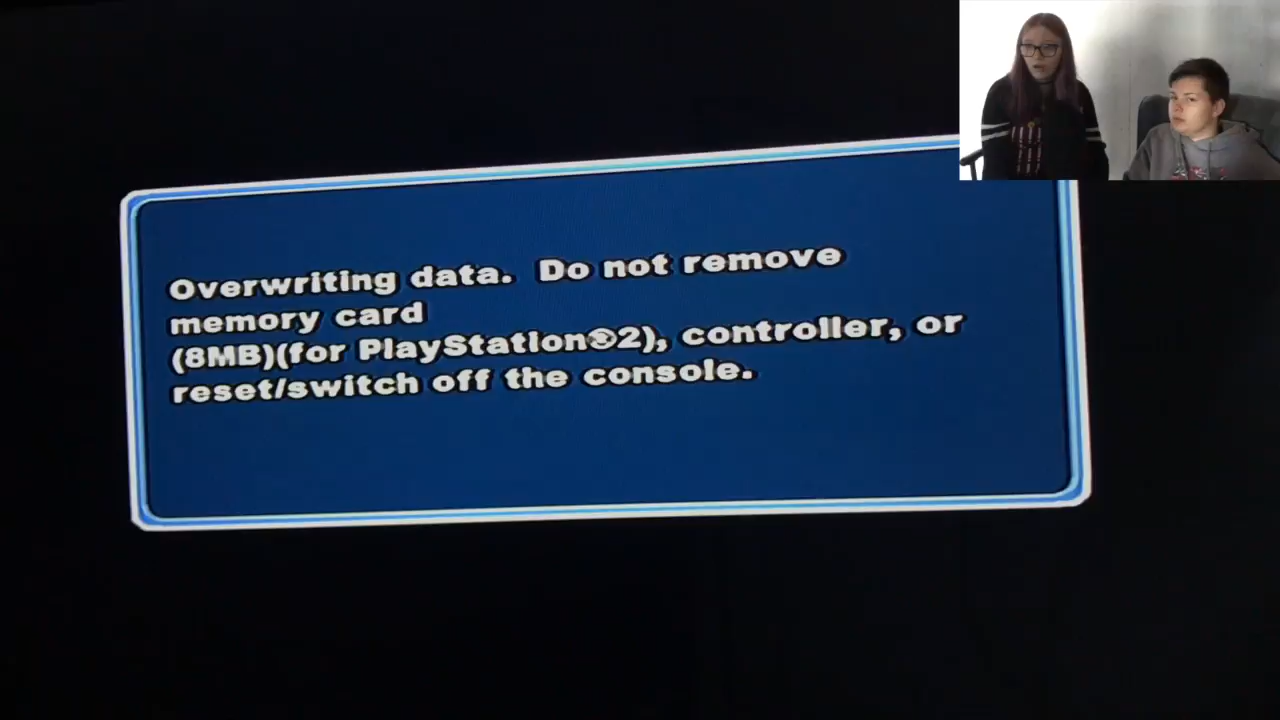 Overwriting data. Do not remove
memory card
(8MB)(for PlayStation®2), controller, or
reset/switch off the console.